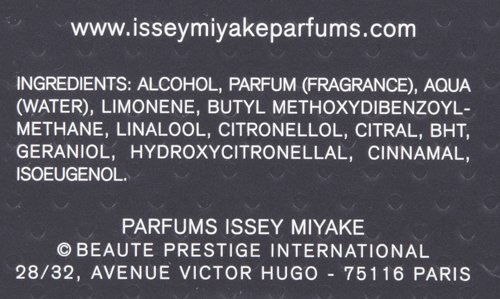 www.isseymiyakeparfums.com
INGREDIENTS: ALCOHOL, PARFUM (FRAGRANCE), AQUA
(WATER), LIMONENE, BUTYL METHOXYDIBENZOYL-
METHANE, LINALOOL, CITRONELLOL, CITRAL, BHT,
GERANIOL, HYDROXYCITRONELLAL, CINNAMAL,
ISOEUGENOL.
PARFUMS ISSEY MIYAKE
© BEAUTE PRESTIGE INTERNATIONAL
28/32, AVENUE VICTOR HUGO - 75116 PARIS